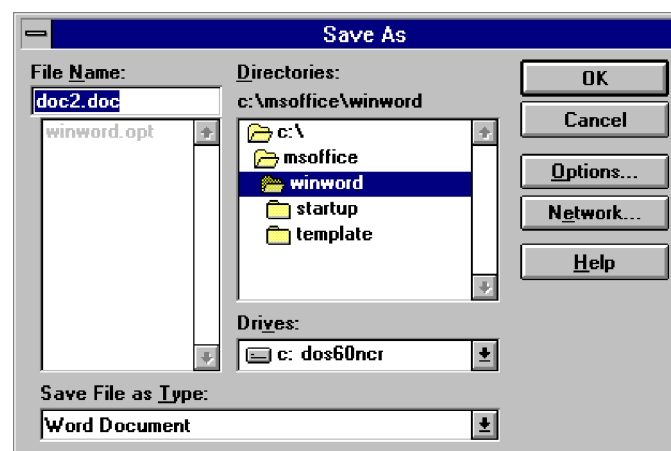 Save As
File Name:
doc2.doc
winword.opt
Directories:
c:\msoffice\winword
c:\
msoffice
winword
startup
template
Drives:
c: dos60ncr
Save File as Type:
Word Document
OK
Cancel
Options...
Network...
Help